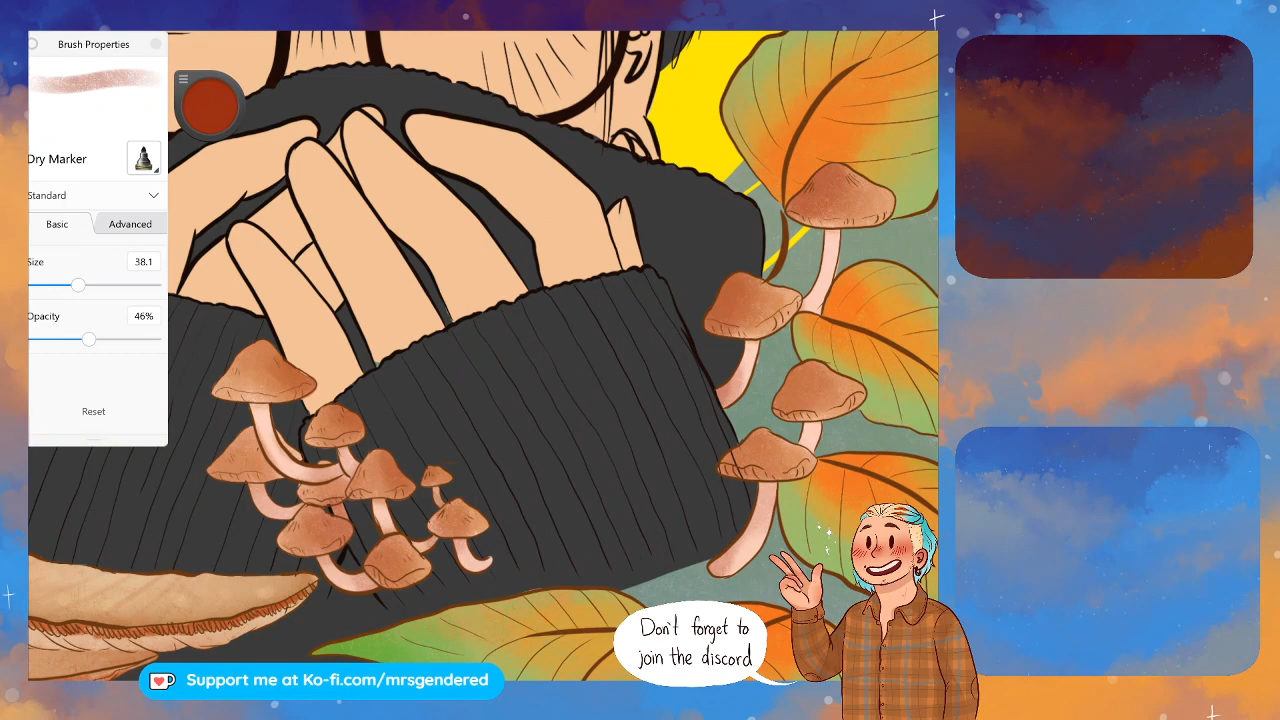 Brush Properties
Dry Marker
Standard
Basic
Advanced
Size
38.1
Opacity
46%
Reset
Don't forget to
join the discord
Support me at Ko-fi.com/mrsgendered